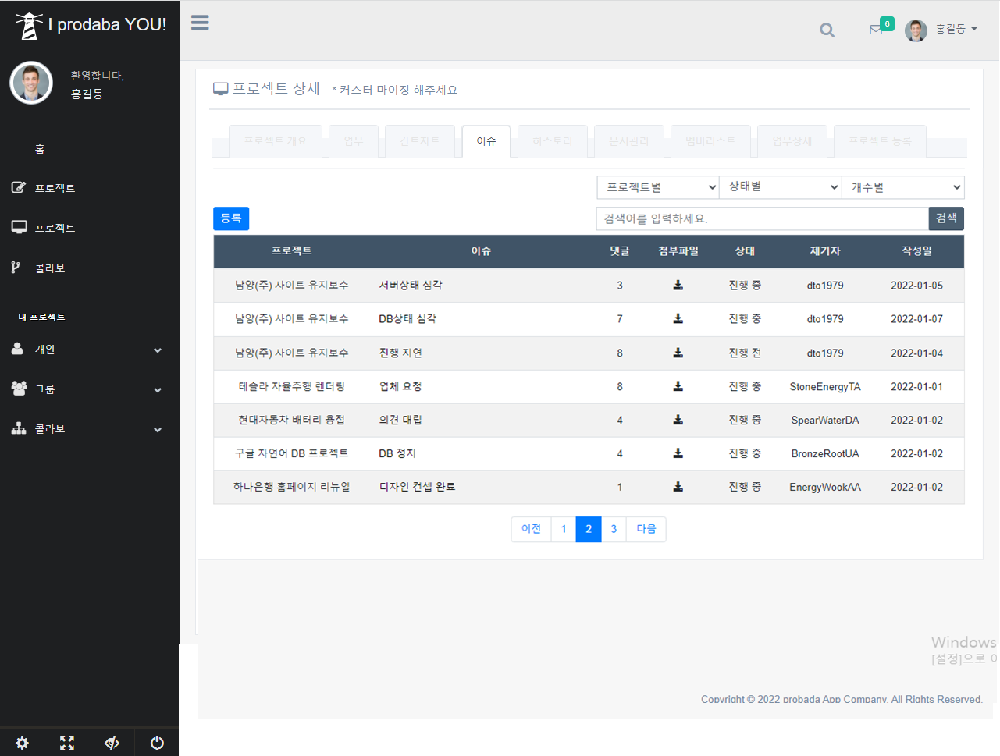 I prodaba YOU!
6
홍길동
환영합니다,
홍길동
홈
프로젝트
프로젝트
콜라보
내 프로젝트
개인
그룹
콜라보
프로젝트 상세 * 커스터 마이징 해주세요.
프로젝트 개요 업무 간트차트 이슈 히스토리 문서관리 멤버리스트 업무상세 프로젝트 등록
프로젝트별 상태별 개수별
등록 검색어를 입력하세요. 검색
프로젝트 이슈 댓글 첨부파일 상태 제기자 작성일
남양(주) 사이트 유지보수 서버상태 심각 3 진행 중 dto1979 2022-01-05
남양(주) 사이트 유지보수 DB상태 심각 7 진행 중 dto1979 2022-01-07
남양(주) 사이트 유지보수 진행 지연 8 진행 전 dto1979 2022-01-04
테슬라 자율주행 렌더링 업체 요청 8 진행 중 StoneEnergyTA 2022-01-01
현대자동차 배터리 용접 의견 대립 4 진행 중 SpearWaterDA 2022-01-02
구글 자연어 DB 프로젝트 DB 정지 4 진행 중 BronzeRootUA 2022-01-02
하나은행 홈페이지 리뉴얼 디자인 컨셉 완료 1 진행 중 EnergyWookAA 2022-01-02
이전 1 2 3 다음
Windows
[설정]으로
Copyright © 2022 probada App Company. All Rights Reserved.